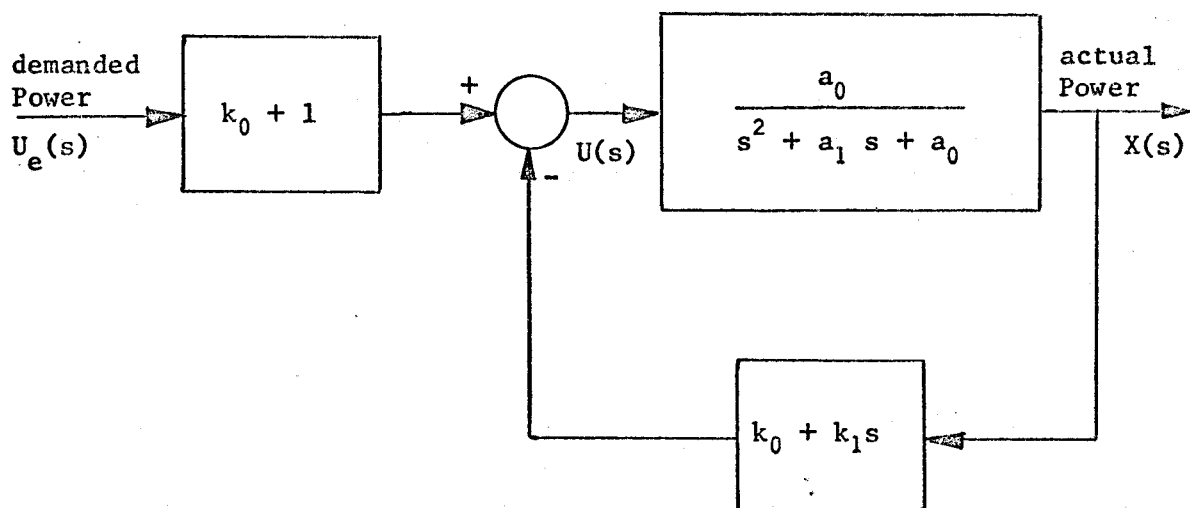 demanded
Power
U_e(s)
k_0 + 1
+
-
U(s)
a_0
s^2 + a_1 s + a_0
actual
Power
X(s)
k_0 + k_1s